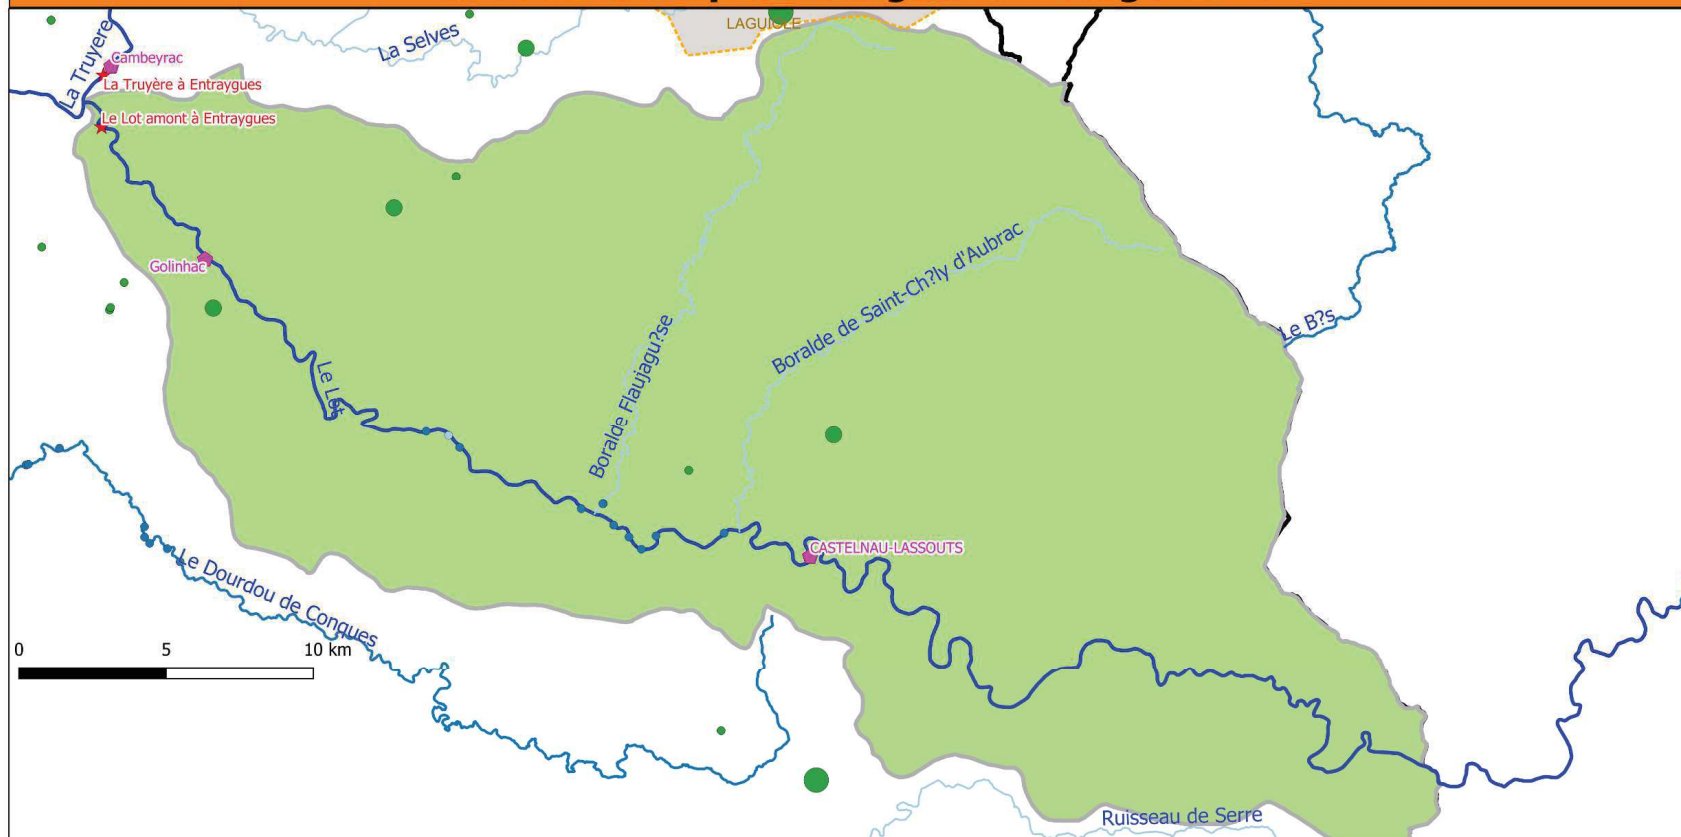 LAGUIOLE
La Selves
La Truyère
Cambeyrac
La Truyère à Entraygues
Le Lot amont à Entraygues
Golinhac
Le Lot
Boralde Flaujagu?se
Boralde de Saint-Ch?ly d'Aubrac
Le B?s
CASTELNAU-LASSOUTS
Le Dourdou de Conques
0 5 10 km
Ruisseau de Serre